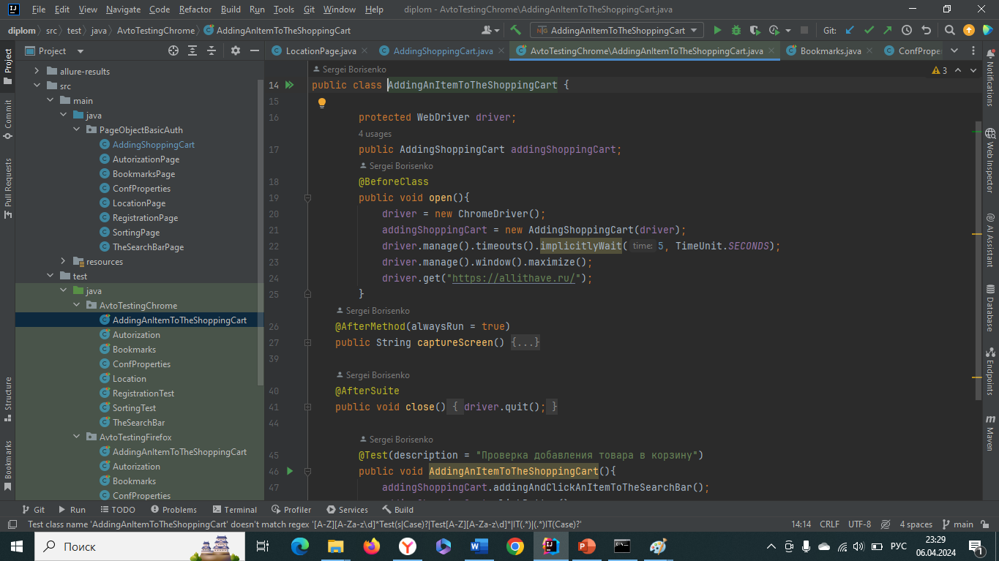 File Edit View Navigate Code Refactor Build Run Tools Git Window Help diplom - AvtoTestingChrome\AddingAnItemToTheShoppingCart.java
diplom src test java AvtoTestingChrome AddingAnItemToTheShoppingCart AddingAnItemToTheShoppingCart Git:
Project LocationPage.java AddingShoppingCart.java AvtoTestingChrome\AddingAnItemToTheShoppingCart.java Bookmarks.java ConfPrope
Project
Commit
Pull Requests
Structure
Bookmarks
allure-results
src
main
java
PageObjectBasicAuth
AddingShoppingCart
AutorizationPage
BookmarksPage
ConfProperties
LocationPage
RegistrationPage
SortingPage
TheSearchBarPage
resources
test
java
AvtoTestingChrome
AddingAnItemToTheShoppingCart
Autorization
Bookmarks
ConfProperties
Location
RegistrationTest
SortingTest
TheSearchBar
AvtoTestingFirefox
AddingAnItemToTheShoppingCart
Autorization
Bookmarks
ConfProperties
Sergei Borisenko
3
14 public class AddingAnItemToTheShoppingCart {
15
16 protected WebDriver driver;
4 usages
17 public AddingShoppingCart addingShoppingCart;
Sergei Borisenko
18 @BeforeClass
19 public void open(){
20 driver = new ChromeDriver();
21 addingShoppingCart = new AddingShoppingCart(driver);
22 driver.manage().timeouts().implicitlyWait( time: 5, TimeUnit.SECONDS);
23 driver.manage().window().maximize();
24 driver.get("https://allithave.ru/");
25 }
Sergei Borisenko
26 @AfterMethod(alwaysRun = true)
27 public String captureScreen() {...}
39
Sergei Borisenko
40 @AfterSuite
41 public void close() { driver.quit(); }
44
Sergei Borisenko
45 @Test(description = "Проверка добавления товара в корзину")
46 public void AddingAnItemToTheShoppingCart(){
47 addingShoppingCart.addingAndClickAnItemToTheSearchBar();
Notifications
Web Inspector
AI Assistant
Database
Endpoints
m Maven
Git Run TODO Problems Terminal Profiler Services Build
Test class name 'AddingAnItemToTheShoppingCart' doesn't match regex '[A-Z][A-Za-z\d]*Test(s|Case)?|Test[A-Z][A-Za-z\d]*|IT(.*)|(.*)IT(Case)?' 14:14 CRLF UTF-8 4 spaces main
Поиск РУС 23:29
06.04.2024 1